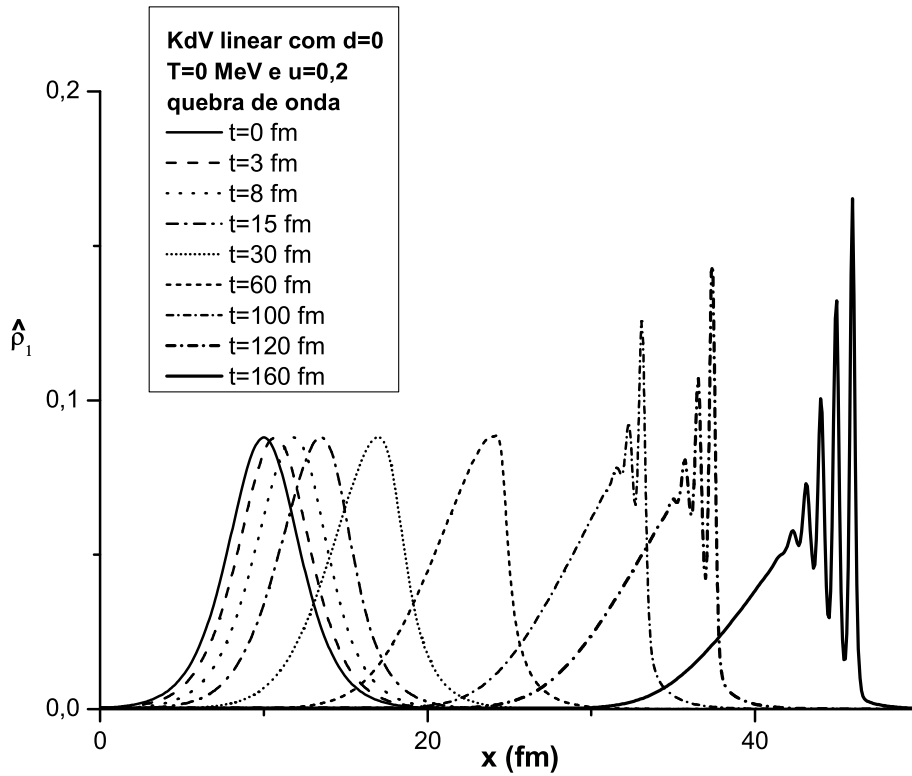 KdV linear com d=0
T=0 MeV e u=0,2
quebra de onda
t=0 fm
t=3 fm
t=8 fm
t=15 fm
t=30 fm
t=60 fm
t=100 fm
t=120 fm
t=160 fm
0,2
0,1
0,0
ρ̂₁
0 20 40
x (fm)